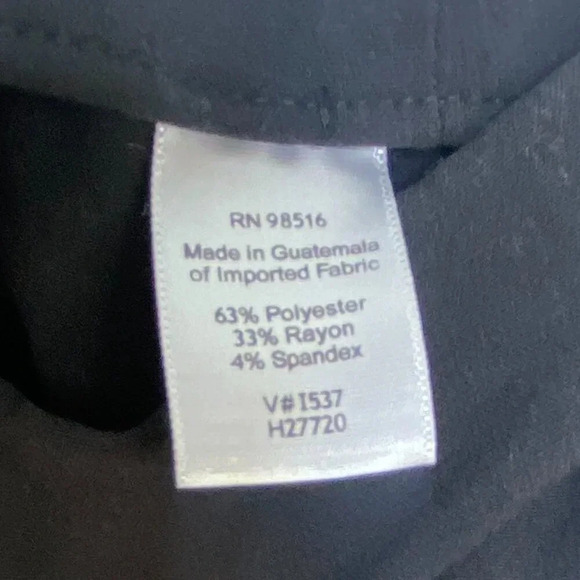 RN 98516
Made in Guatemala
of Imported Fabric
63% Polyester
33% Rayon
4% Spandex
V# I537
H27720